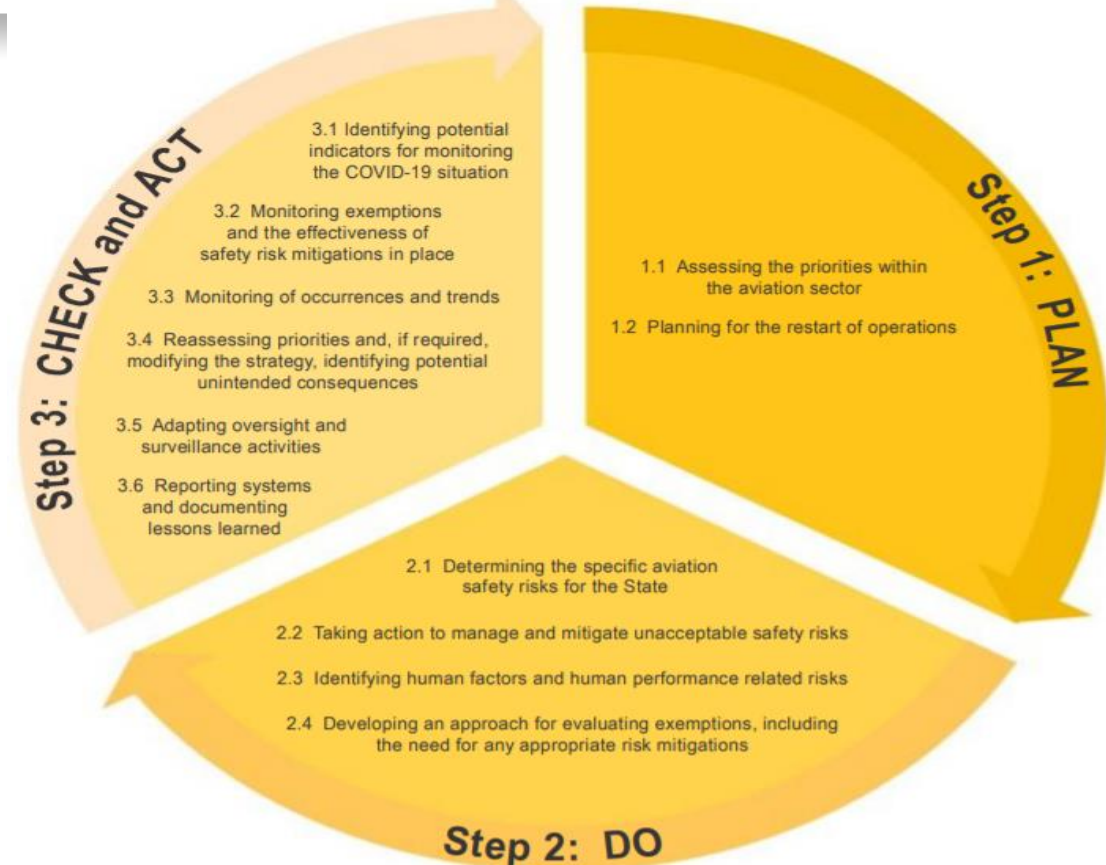 Step 1: PLAN
1.1 Assessing the priorities within
the aviation sector
1.2 Planning for the restart of operations
Step 2: DO
2.1 Determining the specific aviation
safety risks for the State
2.2 Taking action to manage and mitigate unacceptable safety risks
2.3 Identifying human factors and human performance related risks
2.4 Developing an approach for evaluating exemptions, including
the need for any appropriate risk mitigations
Step 3: CHECK and ACT
3.1 Identifying potential
indicators for monitoring
the COVID-19 situation
3.2 Monitoring exemptions
and the effectiveness of
safety risk mitigations in place
3.3 Monitoring of occurrences and trends
3.4 Reassessing priorities and, if required,
modifying the strategy, identifying potential
unintended consequences
3.5 Adapting oversight and
surveillance activities
3.6 Reporting systems
and documenting
lessons learned